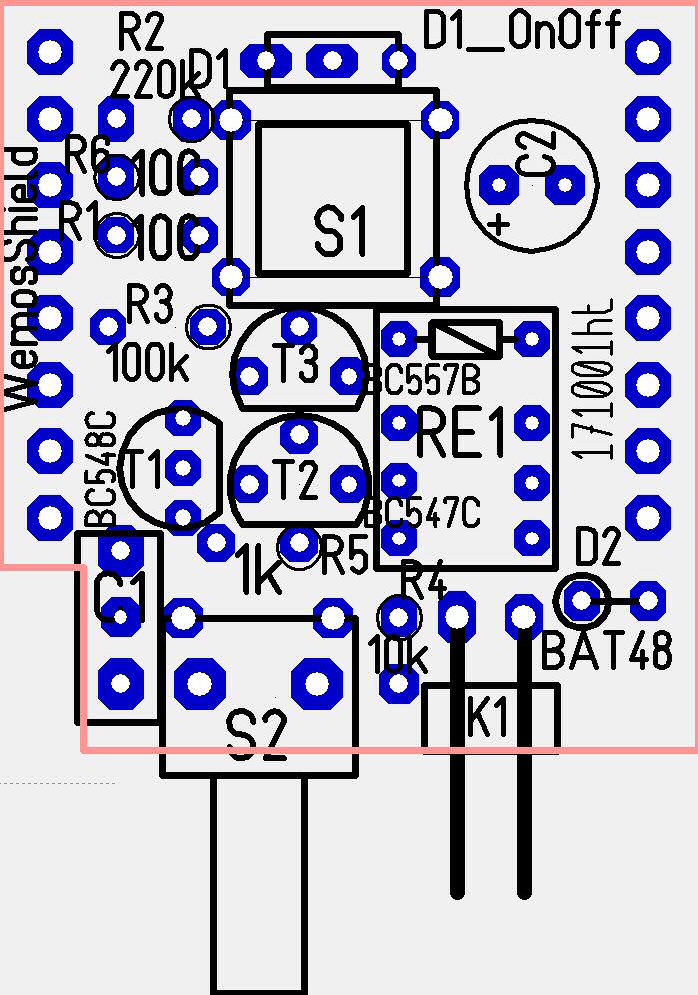 R2
D1_OnOff
220k
D1
R6
100
C2
+
R1
100
S1
WemosShield
R3
100k
T3
BC557B
171001ht
RE1
BC548C
T1
T2
BC547C
1k
R5
D2
C1
R4
10k
BAT48
S2
K1